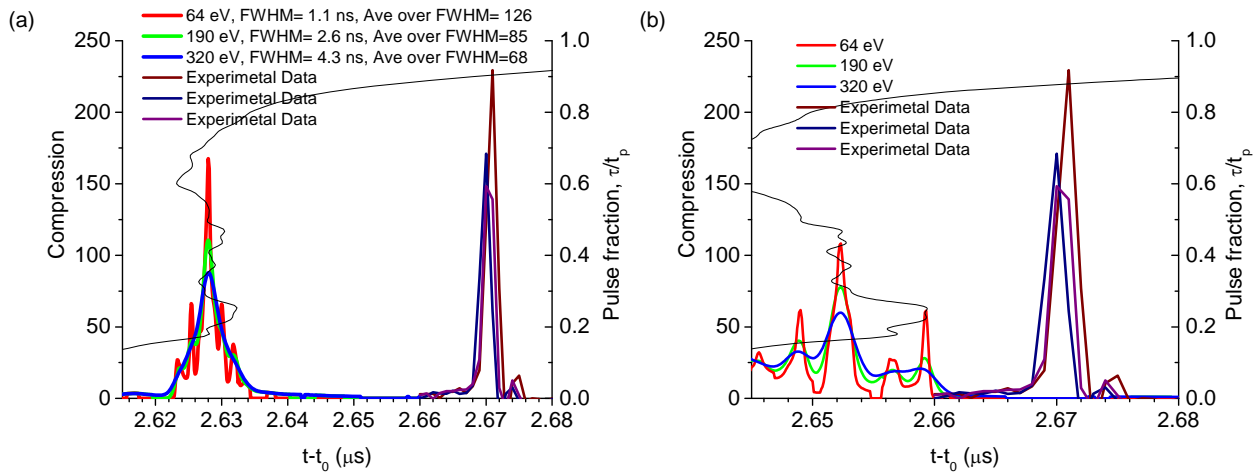 (a)
64 eV, FWHM= 1.1 ns, Ave over FWHM= 126
190 eV, FWHM= 2.6 ns, Ave over FWHM=85
320 eV, FWHM= 4.3 ns, Ave over FWHM=68
Experimetal Data
Experimetal Data
Experimetal Data
250
200
150
100
50
0
Compression
1.0
0.8
0.6
0.4
0.2
0.0
Pulse fraction, τ/tp
2.62 2.63 2.64 2.65 2.66 2.67 2.68
t-t0 (μs)
(b)
64 eV
190 eV
320 eV
Experimetal Data
Experimetal Data
Experimetal Data
250
200
150
100
50
0
Compression
1.0
0.8
0.6
0.4
0.2
0.0
Pulse fraction, τ/tp
2.65 2.66 2.67 2.68
t-t0 (μs)